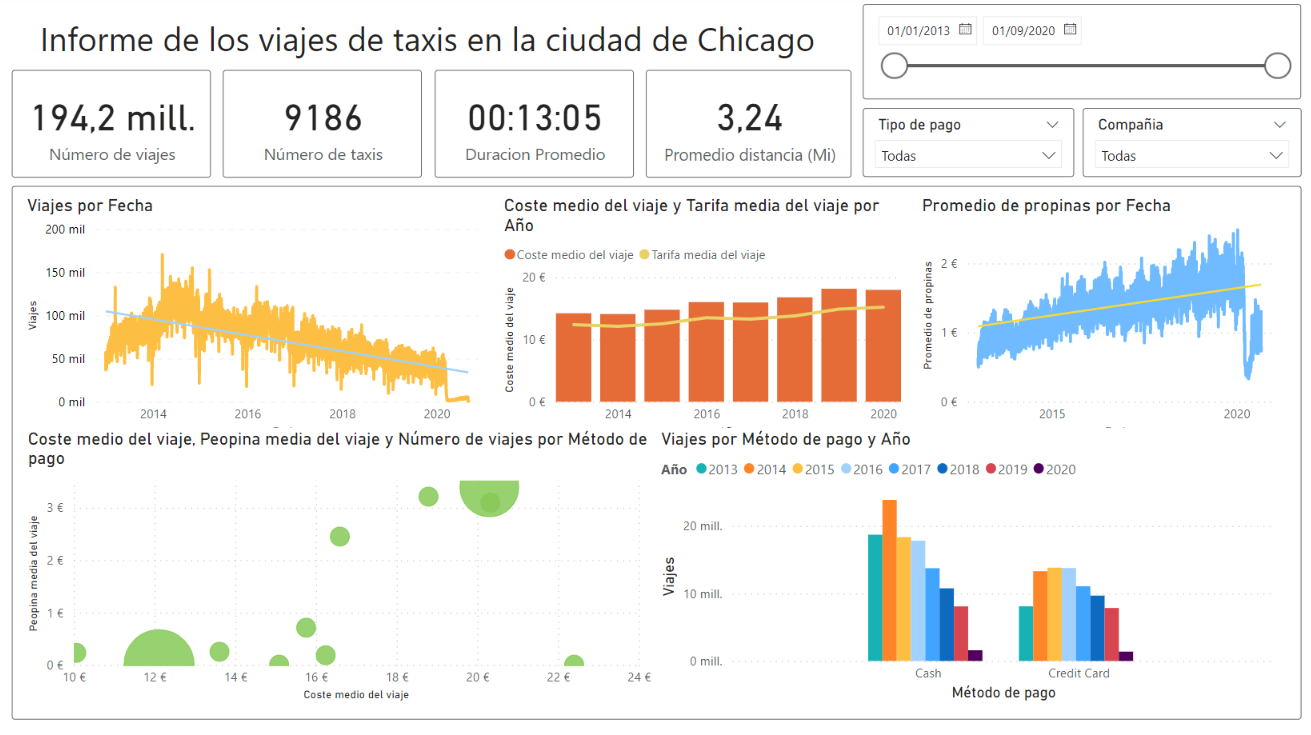 Informe de los viajes de taxis en la ciudad de Chicago
01/01/2013
01/09/2020
194,2 mill.
Número de viajes
9186
Número de taxis
00:13:05
Duracion Promedio
3,24
Promedio distancia (Mi)
Tipo de pago
Todas
Compañia
Todas
Viajes por Fecha
200 mil
150 mil
100 mil
50 mil
0 mil
Viajes
2014
2016
2018
2020
Coste medio del viaje y Tarifa media del viaje por
Año
Coste medio del viaje
Tarifa media del viaje
20 €
10 €
0 €
Coste medio del viaje
2014
2016
2018
2020
Promedio de propinas por Fecha
2 €
1 €
0 €
Promedio de propinas
2015
2020
Coste medio del viaje, Peopina media del viaje y Número de viajes por Método de
pago
3 €
2 €
1 €
0 €
Peopina media del viaje
10 €
12 €
14 €
16 €
18 €
20 €
22 €
24 €
Coste medio del viaje
Viajes por Método de pago y Año
Año
2013
2014
2015
2016
2017
2018
2019
2020
20 mill.
10 mill.
0 mill.
Viajes
Cash
Credit Card
Método de pago